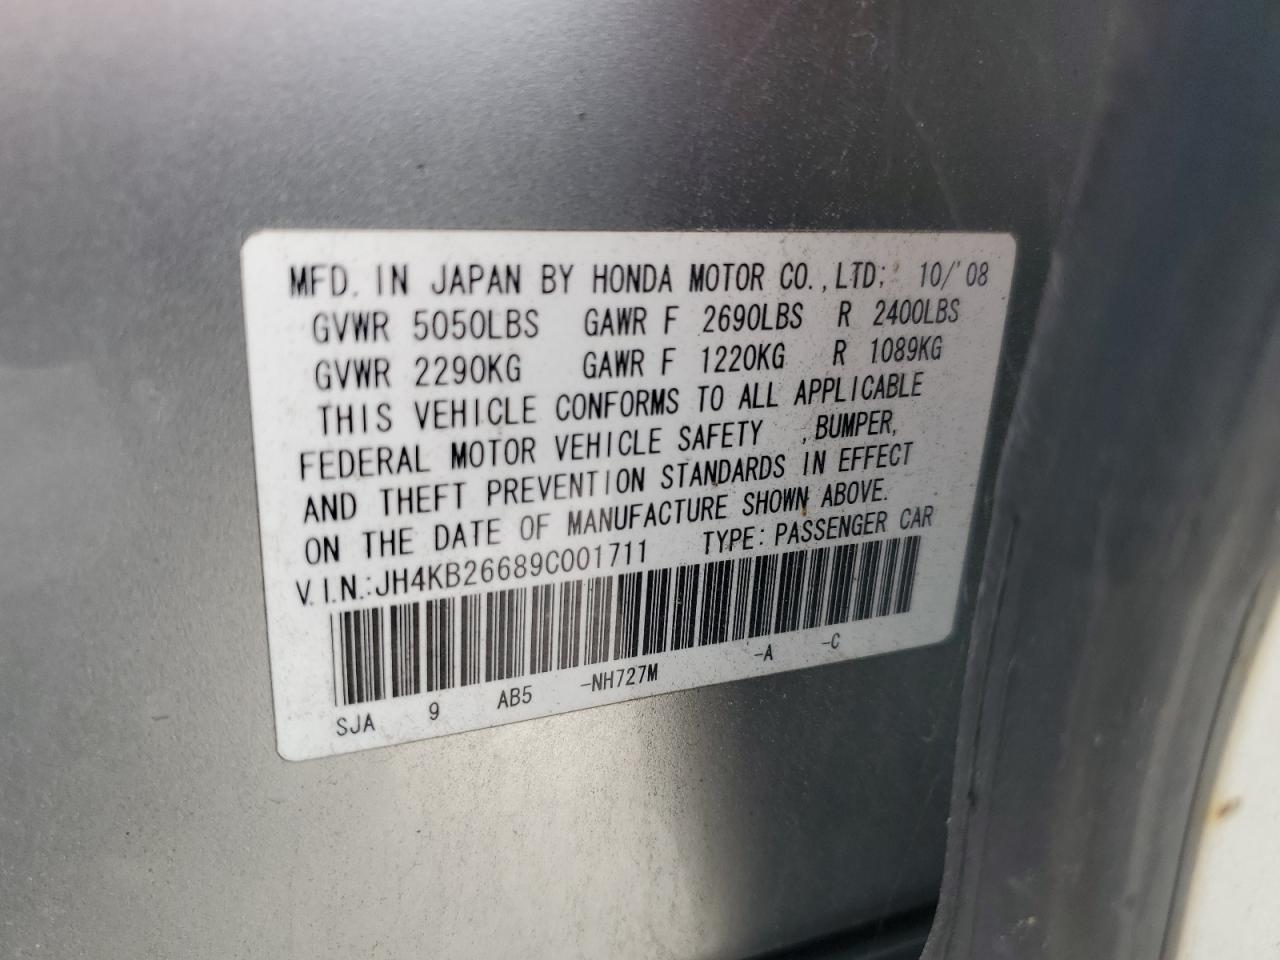 MFD. IN JAPAN BY HONDA MOTOR CO.,LTD; 10/'08
GVWR 5050LBS GAWR F 2690LBS R 2400LBS
GVWR 2290KG GAWR F 1220KG R 1089KG
THIS VEHICLE CONFORMS TO ALL APPLICABLE
FEDERAL MOTOR VEHICLE SAFETY ,BUMPER,
AND THEFT PREVENTION STANDARDS IN EFFECT
ON THE DATE OF MANUFACTURE SHOWN ABOVE.
V.I.N.:JH4KB26689C001711 TYPE:PASSENGER CAR
SJA 9 AB5 -NH727M -A -C